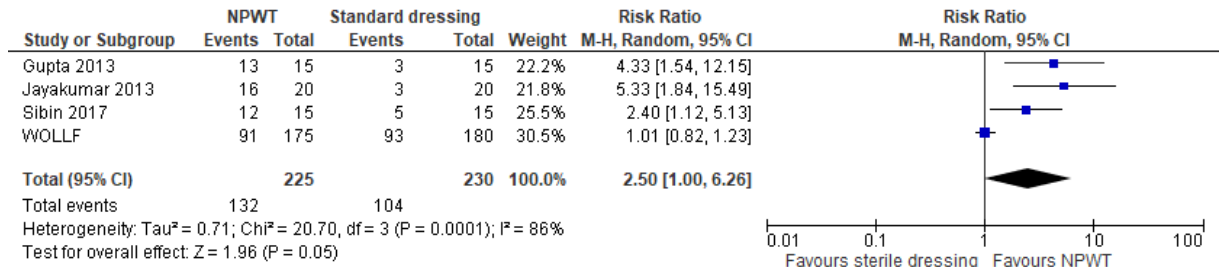 NPWT Standard dressing Risk Ratio Risk Ratio
Study or Subgroup Events Total Events Total Weight M-H, Random, 95% CI M-H, Random, 95% CI
Gupta 2013 13 15 3 15 22.2% 4.33 [1.54, 12.15]
Jayakumar 2013 16 20 3 20 21.8% 5.33 [1.84, 15.49]
Sibin 2017 12 15 5 15 25.5% 2.40 [1.12, 5.13]
WOLLF 91 175 93 180 30.5% 1.01 [0.82, 1.23]
Total (95% CI) 225 230 100.0% 2.50 [1.00, 6.26]
Total events 132 104
Heterogeneity: Tau² = 0.71; Chi² = 20.70, df = 3 (P = 0.0001); I² = 86%
Test for overall effect: Z = 1.96 (P = 0.05)
0.01 0.1 1 10 100
Favours sterile dressing Favours NPWT